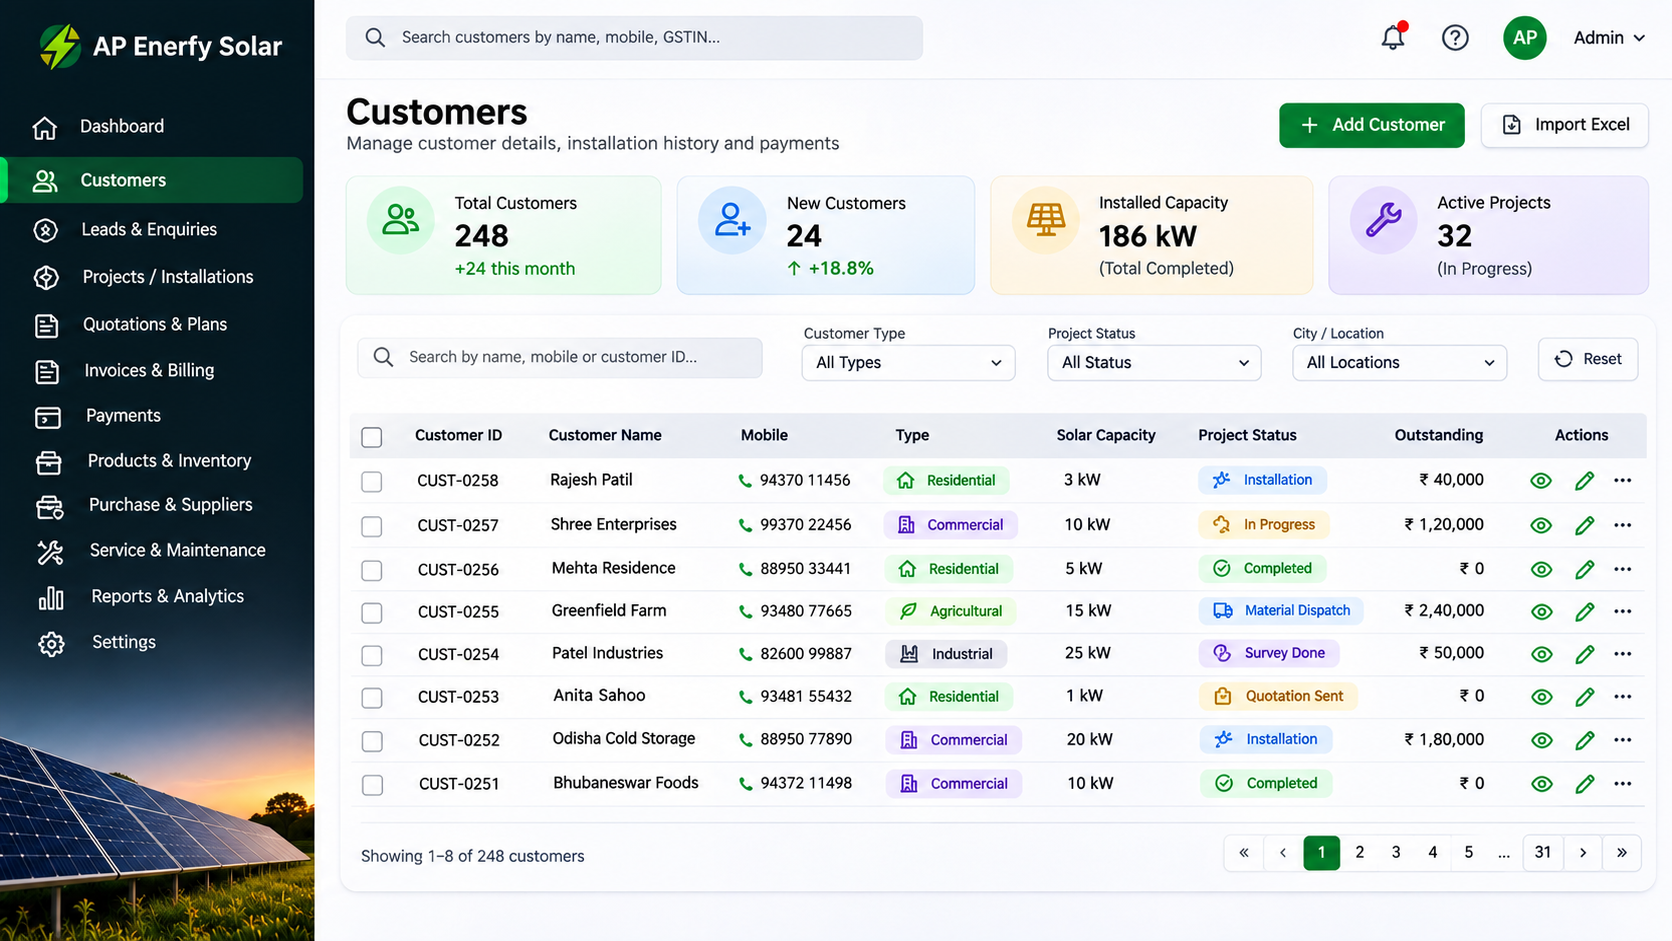 AP Enerfy Solar
Dashboard
Customers
Leads & Enquiries
Projects / Installations
Quotations & Plans
Invoices & Billing
Payments
Products & Inventory
Purchase & Suppliers
Service & Maintenance
Reports & Analytics
Settings
Search customers by name, mobile, GSTIN...
AP Admin
Customers
Manage customer details, installation history and payments
+ Add Customer
Import Excel
Total Customers
248
+24 this month
New Customers
24
↑ +18.8%
Installed Capacity
186 kW
(Total Completed)
Active Projects
32
(In Progress)
Search by name, mobile or customer ID...
Customer Type
All Types
Project Status
All Status
City / Location
All Locations
Reset
Customer ID Customer Name Mobile Type Solar Capacity Project Status Outstanding Actions
CUST-0258 Rajesh Patil 94370 11456 Residential 3 kW Installation ₹ 40,000 ...
CUST-0257 Shree Enterprises 99370 22456 Commercial 10 kW In Progress ₹ 1,20,000 ...
CUST-0256 Mehta Residence 88950 33441 Residential 5 kW Completed ₹ 0 ...
CUST-0255 Greenfield Farm 93480 77665 Agricultural 15 kW Material Dispatch ₹ 2,40,000 ...
CUST-0254 Patel Industries 82600 99887 Industrial 25 kW Survey Done ₹ 50,000 ...
CUST-0253 Anita Sahoo 93481 55432 Residential 1 kW Quotation Sent ₹ 0 ...
CUST-0252 Odisha Cold Storage 88950 77890 Commercial 20 kW Installation ₹ 1,80,000 ...
CUST-0251 Bhubaneswar Foods 94372 11498 Commercial 10 kW Completed ₹ 0 ...
Showing 1–8 of 248 customers
« ‹ 1 2 3 4 5 ... 31 › »